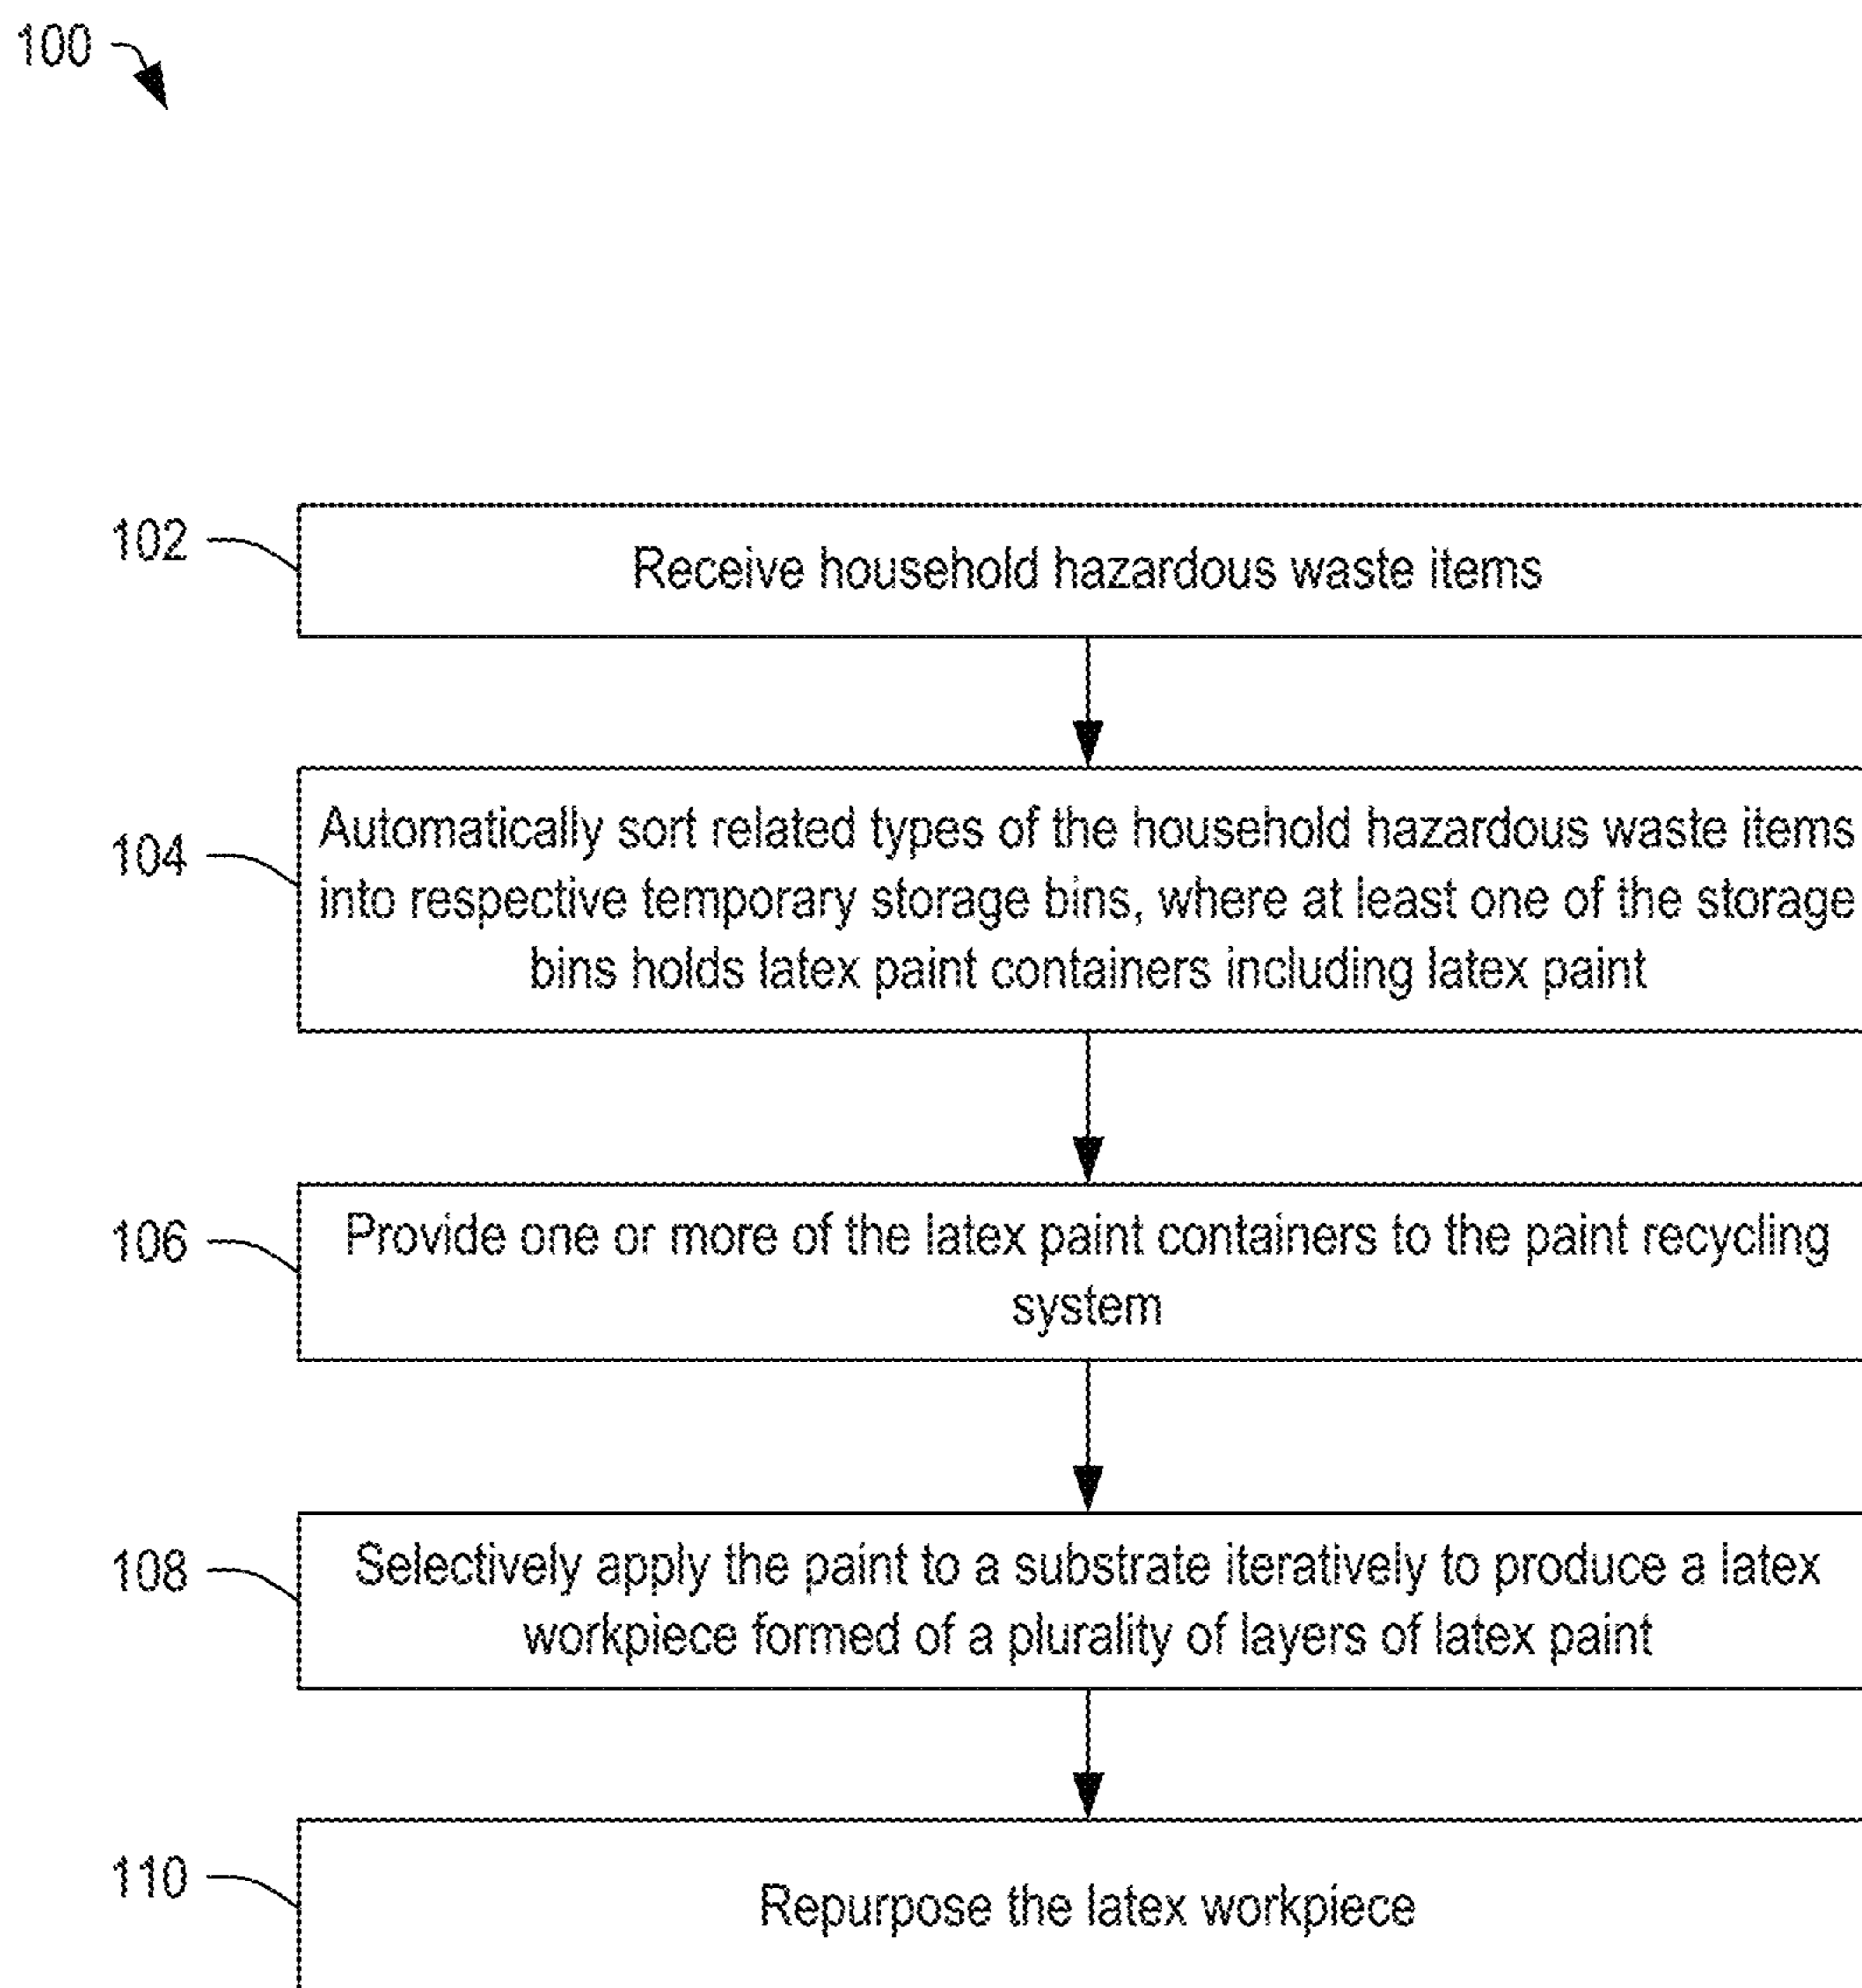 100
102
Receive household hazardous waste items
104
Automatically sort related types of the household hazardous waste items
into respective temporary storage bins, where at least one of the storage
bins holds latex paint containers including latex paint
106
Provide one or more of the latex paint containers to the paint recycling
system
108
Selectively apply the paint to a substrate iteratively to produce a latex
workpiece formed of a plurality of layers of latex paint
110
Repurpose the latex workpiece